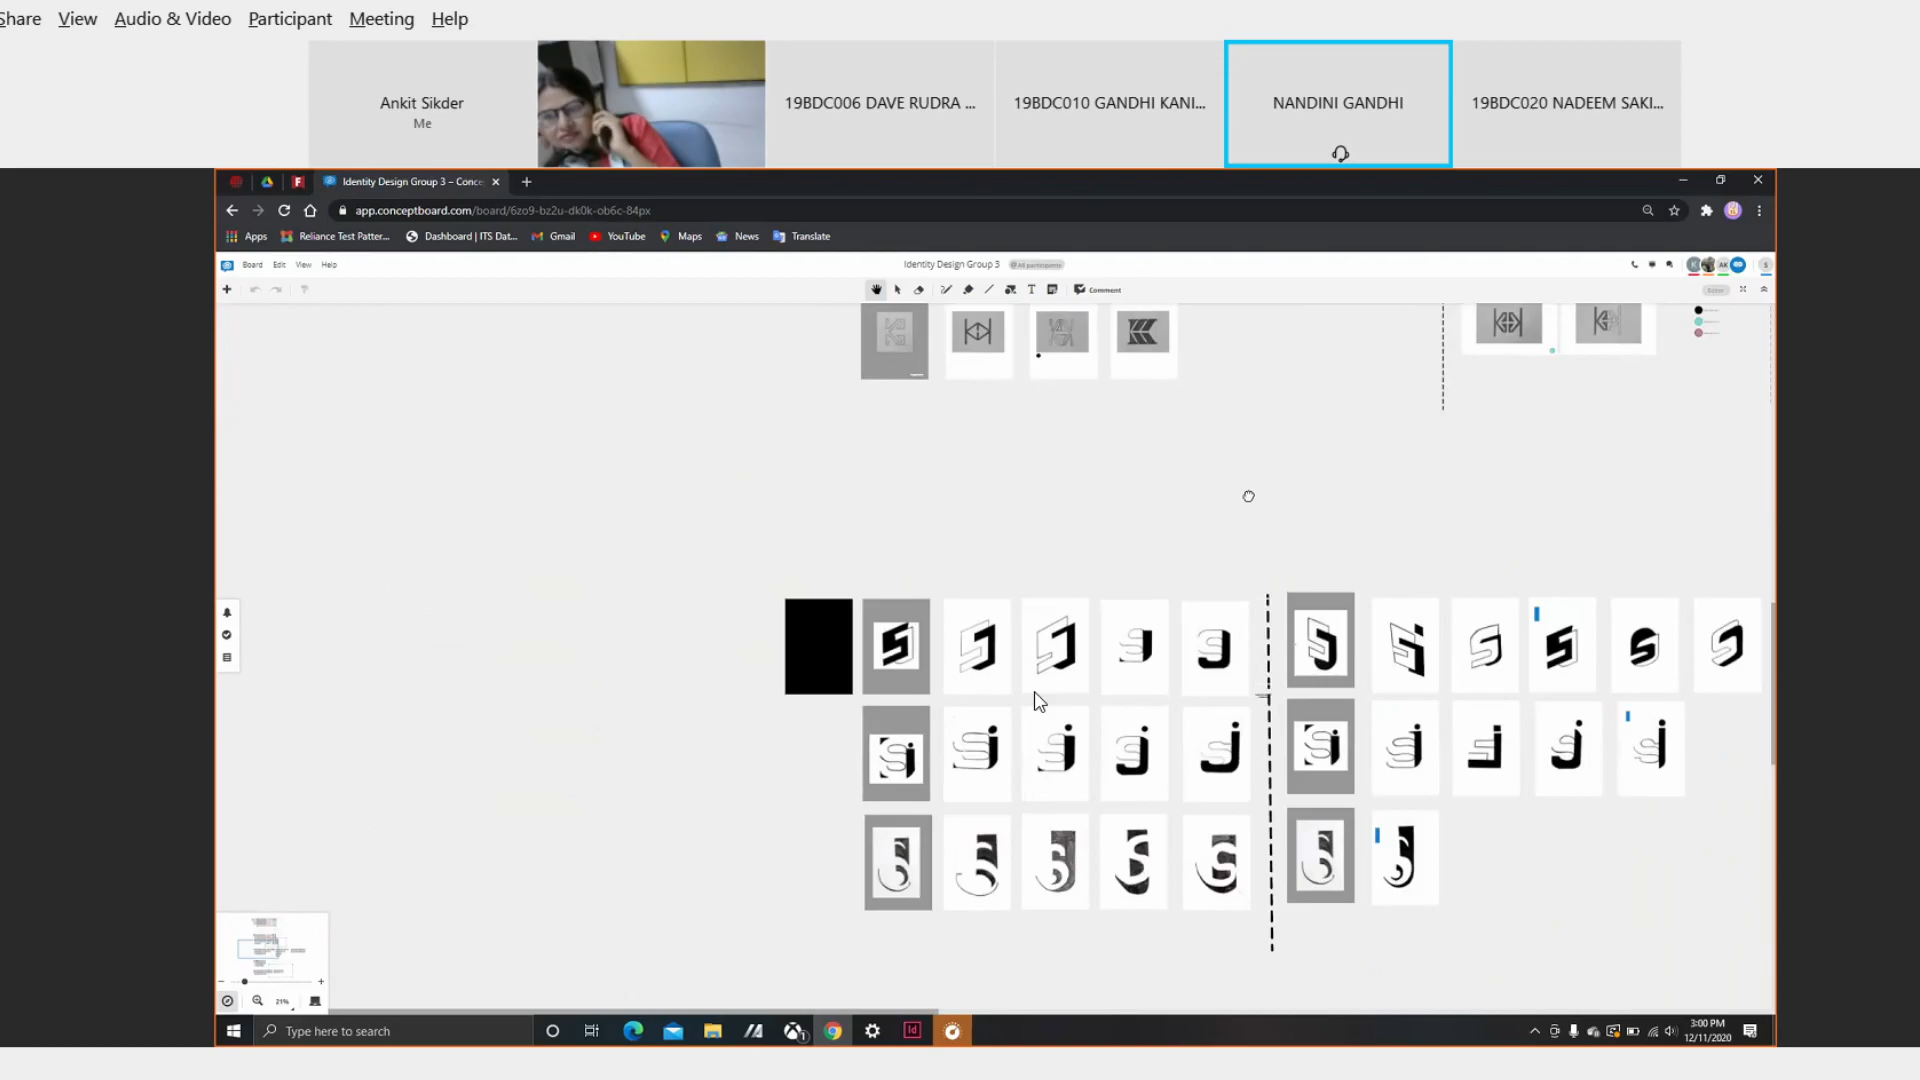 Share View Audio & Video Participant Meeting Help
Ankit Sikder
Me
19BDC006 DAVE RUDRA ...
19BDC010 GANDHI KANI...
NANDINI GANDHI
19BDC020 NADEEM SAKI...
Identity Design Group 3 – Conce
app.conceptboard.com/board/6zo9-bz2u-dk0k-ob6c-84px
Apps Reliance Test Patter... Dashboard | ITS Dat... Gmail YouTube Maps News Translate
Board Edit View Help
Identity Design Group 3 @All participants
Comment
21%
Type here to search
3:00 PM
12/11/2020